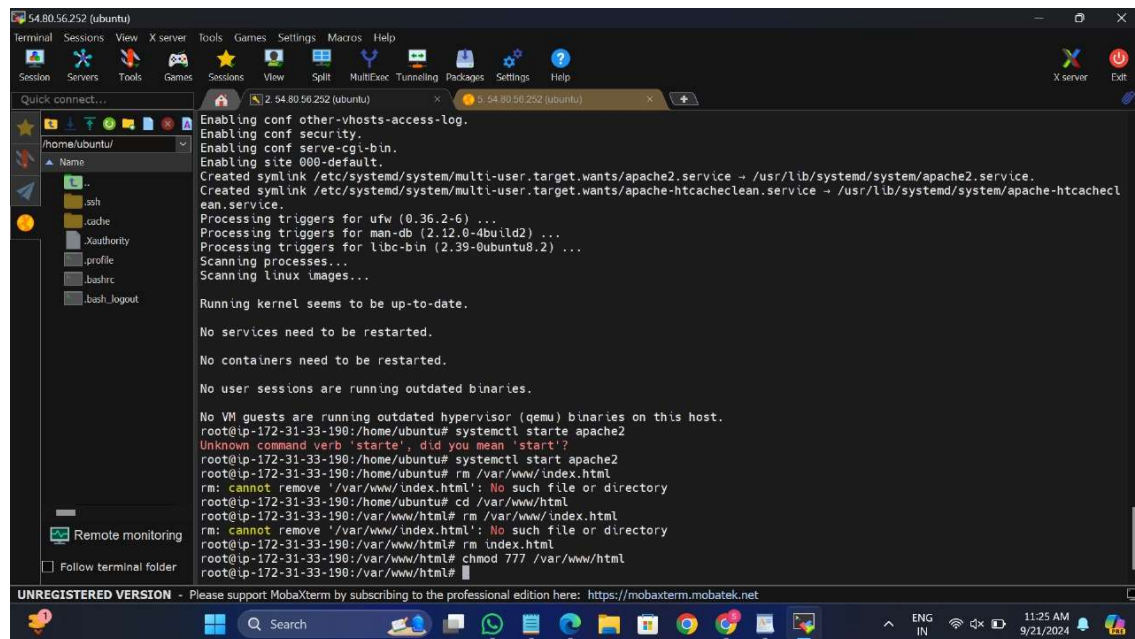 54.80.56.252 (ubuntu)
Terminal Sessions View X server Tools Games Settings Macros Help
Session Servers Tools Games Sessions View Split MultiExec Tunneling Packages Settings Help X server Exit
Quick connect...
2. 54.80.56.252 (ubuntu)
5. 54.80.56.252 (ubuntu)
/home/ubuntu/
Name
..
.ssh
.cache
.Xauthority
.profile
.bashrc
.bash_logout
Remote monitoring
Follow terminal folder
Enabling conf other-vhosts-access-log.
Enabling conf security.
Enabling conf serve-cgi-bin.
Enabling site 000-default.
Created symlink /etc/systemd/system/multi-user.target.wants/apache2.service → /usr/lib/systemd/system/apache2.service.
Created symlink /etc/systemd/system/multi-user.target.wants/apache-htcacheclean.service → /usr/lib/systemd/system/apache-htcachecl
ean.service.
Processing triggers for ufw (0.36.2-6) ...
Processing triggers for man-db (2.12.0-4build2) ...
Processing triggers for libc-bin (2.39-0ubuntu8.2) ...
Scanning processes...
Scanning linux images...
Running kernel seems to be up-to-date.
No services need to be restarted.
No containers need to be restarted.
No user sessions are running outdated binaries.
No VM guests are running outdated hypervisor (qemu) binaries on this host.
root@ip-172-31-33-190:/home/ubuntu# systemctl starte apache2
Unknown command verb 'starte', did you mean 'start'?
root@ip-172-31-33-190:/home/ubuntu# systemctl start apache2
root@ip-172-31-33-190:/home/ubuntu# rm /var/www/index.html
rm: cannot remove '/var/www/index.html': No such file or directory
root@ip-172-31-33-190:/home/ubuntu# cd /var/www/html
root@ip-172-31-33-190:/var/www/html# rm /var/www/index.html
rm: cannot remove '/var/www/index.html': No such file or directory
root@ip-172-31-33-190:/var/www/html# rm index.html
root@ip-172-31-33-190:/var/www/html# chmod 777 /var/www/html
root@ip-172-31-33-190:/var/www/html#
UNREGISTERED VERSION - Please support MobaXterm by subscribing to the professional edition here: https://mobaxterm.mobatek.net
1
Search
ENG
IN
11:25 AM
9/21/2024